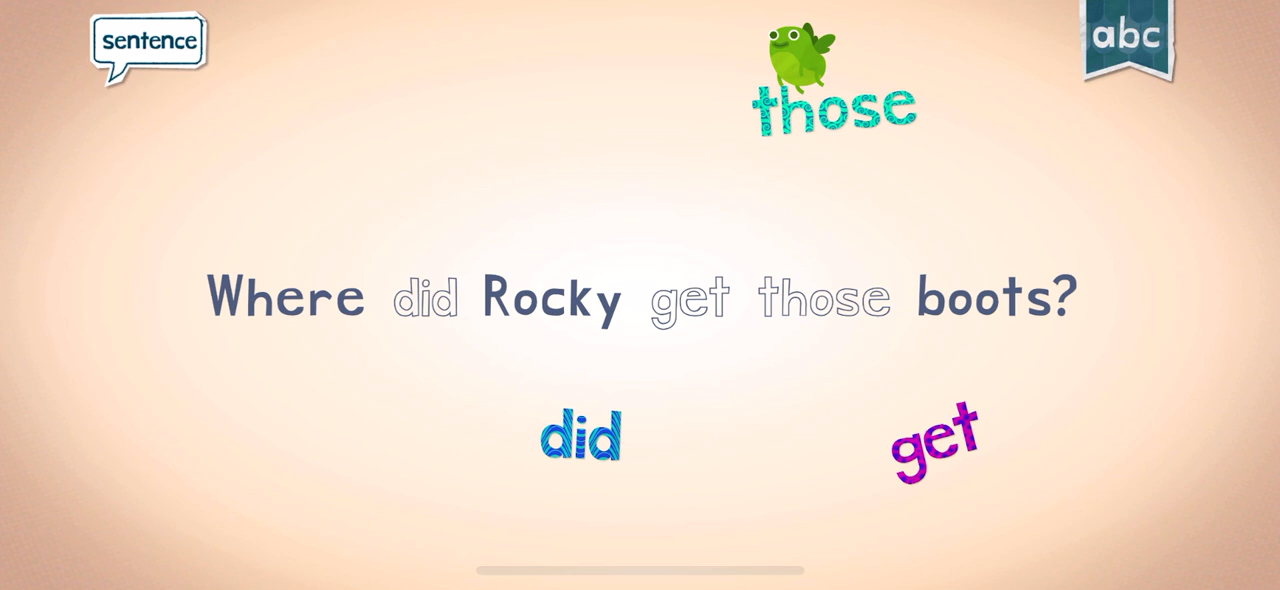 sentence
abc
those
Where did Rocky get those boots?
did
get